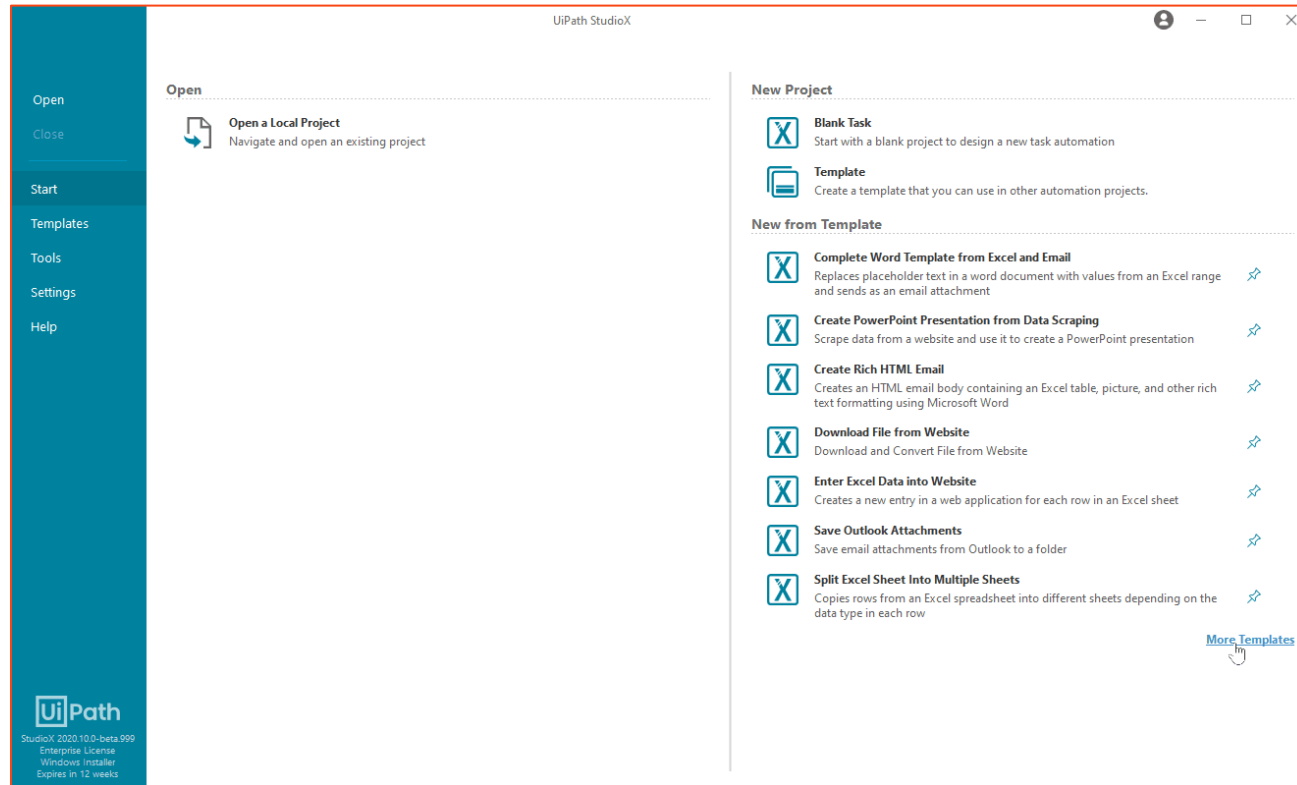 UiPath StudioX
Open
Close
Start
Templates
Tools
Settings
Help
UiPath
StudioX 2020.10.0-beta.999
Enterprise License
Windows Installer
Expires in 12 weeks
Open
Open a Local Project
Navigate and open an existing project
New Project
Blank Task
Start with a blank project to design a new task automation
Template
Create a template that you can use in other automation projects.
New from Template
Complete Word Template from Excel and Email
Replaces placeholder text in a word document with values from an Excel range
and sends as an email attachment
Create PowerPoint Presentation from Data Scraping
Scrape data from a website and use it to create a PowerPoint presentation
Create Rich HTML Email
Creates an HTML email body containing an Excel table, picture, and other rich
text formatting using Microsoft Word
Download File from Website
Download and Convert File from Website
Enter Excel Data into Website
Creates a new entry in a web application for each row in an Excel sheet
Save Outlook Attachments
Save email attachments from Outlook to a folder
Split Excel Sheet Into Multiple Sheets
Copies rows from an Excel spreadsheet into different sheets depending on the
data type in each row
More Templates